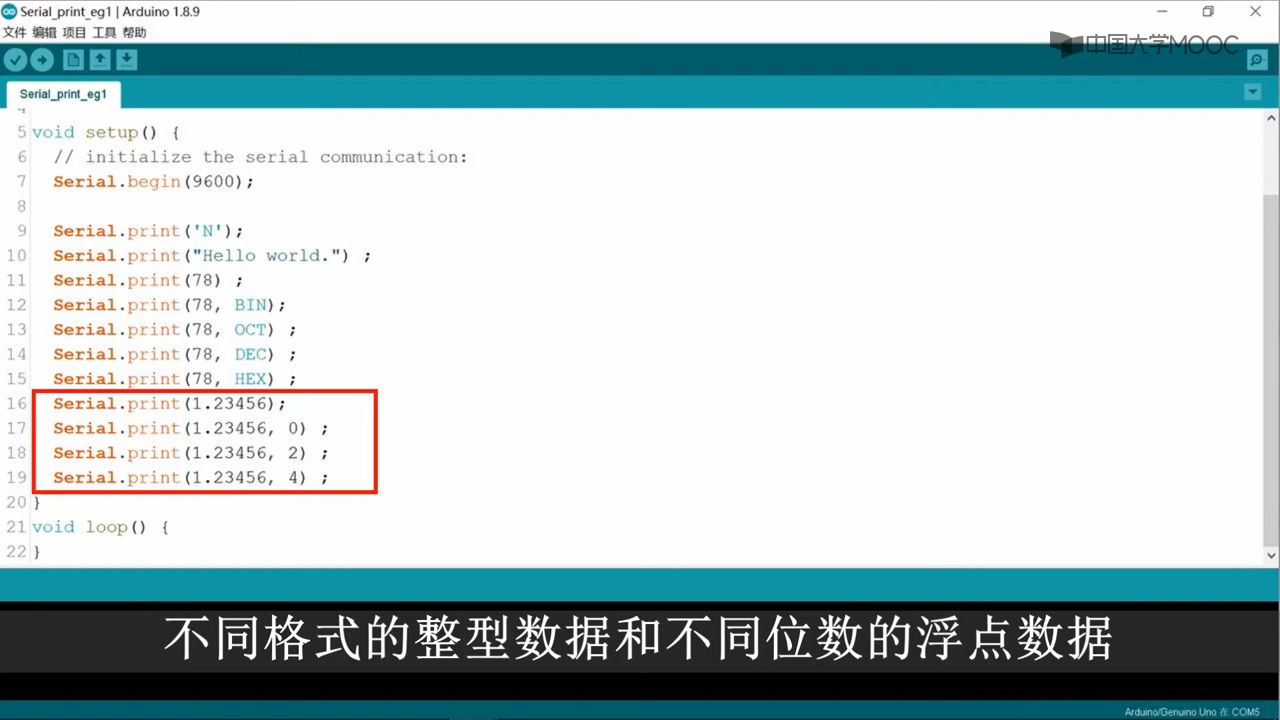 Serial_print_eg1 | Arduino 1.8.9
文件 编辑 项目 工具 帮助
中国大学MOOC
Serial_print_eg1
4
5 void setup() {
6 // initialize the serial communication:
7 Serial.begin(9600);
8
9 Serial.print('N');
10 Serial.print("Hello world.") ;
11 Serial.print(78) ;
12 Serial.print(78, BIN);
13 Serial.print(78, OCT) ;
14 Serial.print(78, DEC) ;
15 Serial.print(78, HEX) ;
16 Serial.print(1.23456);
17 Serial.print(1.23456, 0) ;
18 Serial.print(1.23456, 2) ;
19 Serial.print(1.23456, 4) ;
20 }
21 void loop() {
22 }
不同格式的整型数据和不同位数的浮点数据
Arduino/Genuino Uno 在 COM5